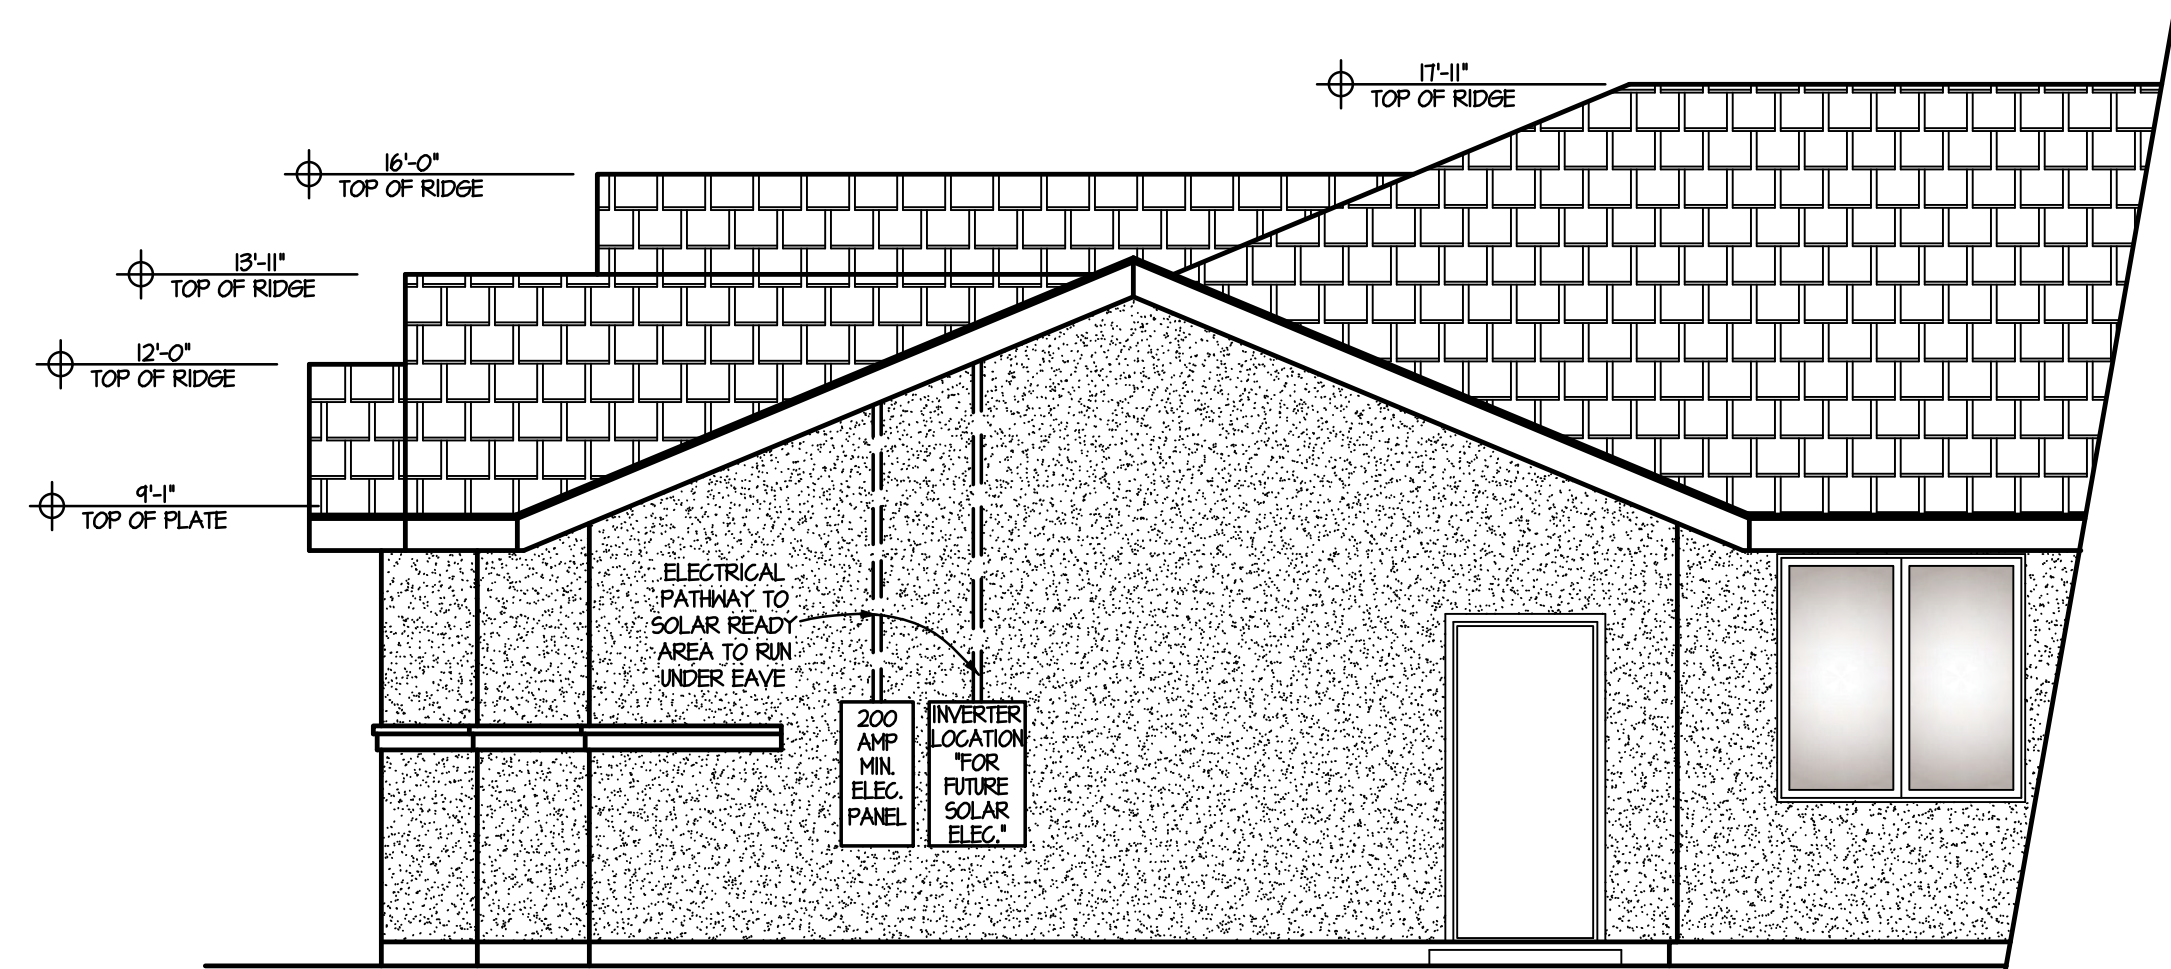 17'-11"
TOP OF RIDGE
16'-0"
TOP OF RIDGE
13'-11"
TOP OF RIDGE
12'-0"
TOP OF RIDGE
9'-1"
TOP OF PLATE
ELECTRICAL
PATHWAY TO
SOLAR READY
AREA TO RUN
UNDER EAVE
200
AMP
MIN.
ELEC.
PANEL
INVERTER
LOCATION
"FOR
FUTURE
SOLAR
ELEC."